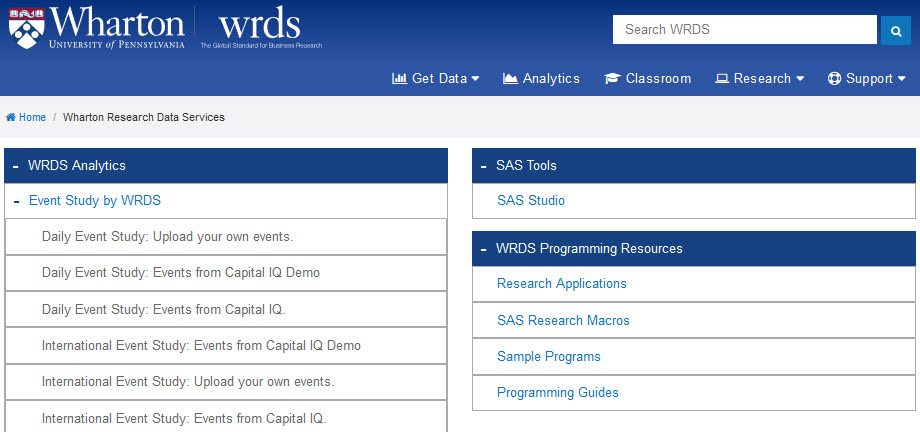 Wharton
UNIVERSITY OF PENNSYLVANIA
wrds
The Global Standard for Business Research
Search WRDS
Get Data
Analytics
Classroom
Research
Support
Home / Wharton Research Data Services
- WRDS Analytics
- Event Study by WRDS
Daily Event Study: Upload your own events.
Daily Event Study: Events from Capital IQ Demo
Daily Event Study: Events from Capital IQ.
International Event Study: Events from Capital IQ Demo
International Event Study: Upload your own events.
International Event Study: Events from Capital IQ.
- SAS Tools
SAS Studio
- WRDS Programming Resources
Research Applications
SAS Research Macros
Sample Programs
Programming Guides